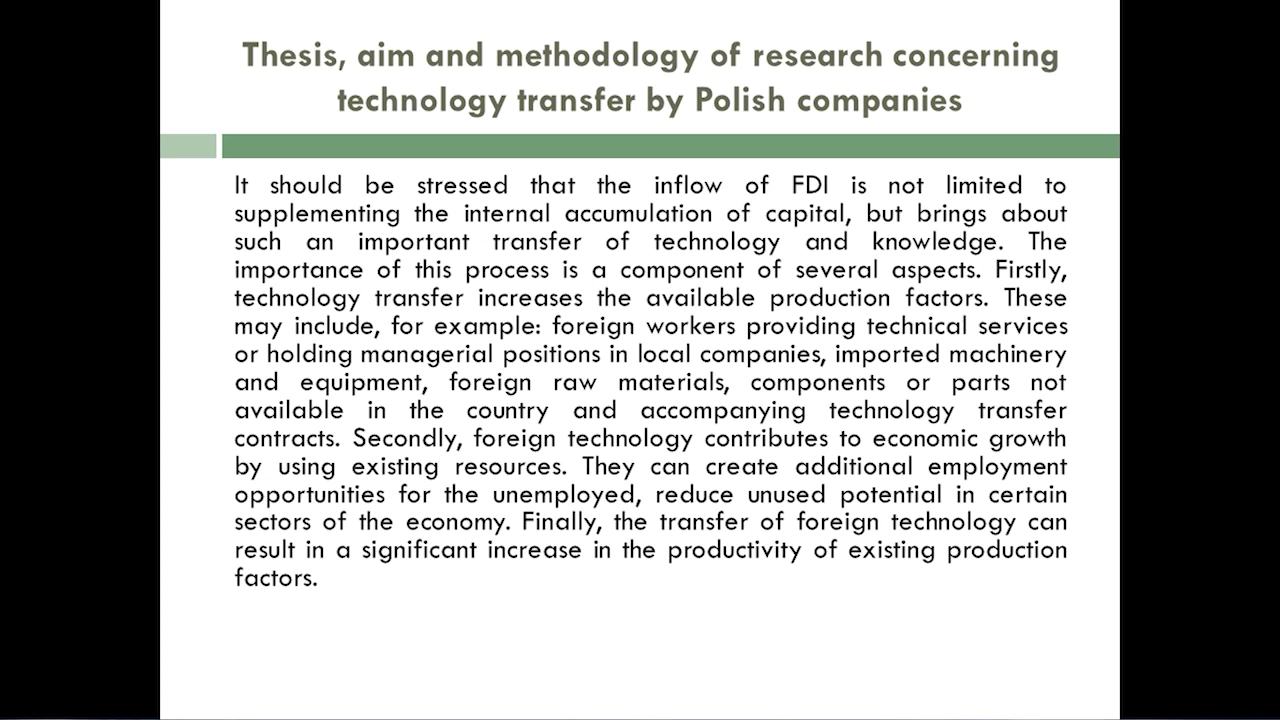 Thesis, aim and methodology of research concerning
technology transfer by Polish companies
It should be stressed that the inflow of FDI is not limited to
supplementing the internal accumulation of capital, but brings about
such an important transfer of technology and knowledge. The
importance of this process is a component of several aspects. Firstly,
technology transfer increases the available production factors. These
may include, for example: foreign workers providing technical services
or holding managerial positions in local companies, imported machinery
and equipment, foreign raw materials, components or parts not
available in the country and accompanying technology transfer
contracts. Secondly, foreign technology contributes to economic growth
by using existing resources. They can create additional employment
opportunities for the unemployed, reduce unused potential in certain
sectors of the economy. Finally, the transfer of foreign technology can
result in a significant increase in the productivity of existing production
factors.